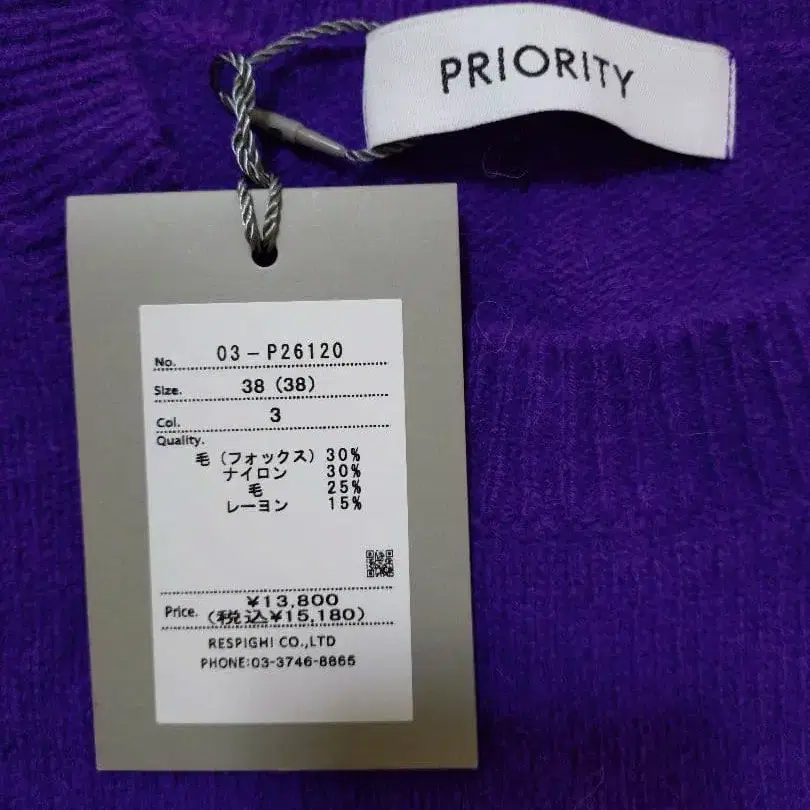 PRIORITY
No. 03-P26120
Size. 38 (38)
Col. 3
Quality.
毛 (フォックス) 30%
ナイロン 30%
毛 25%
レーヨン 15%
¥13,800
Price. (税込¥15,180)
RESPIGHI CO.,LTD
PHONE:03-3746-8865